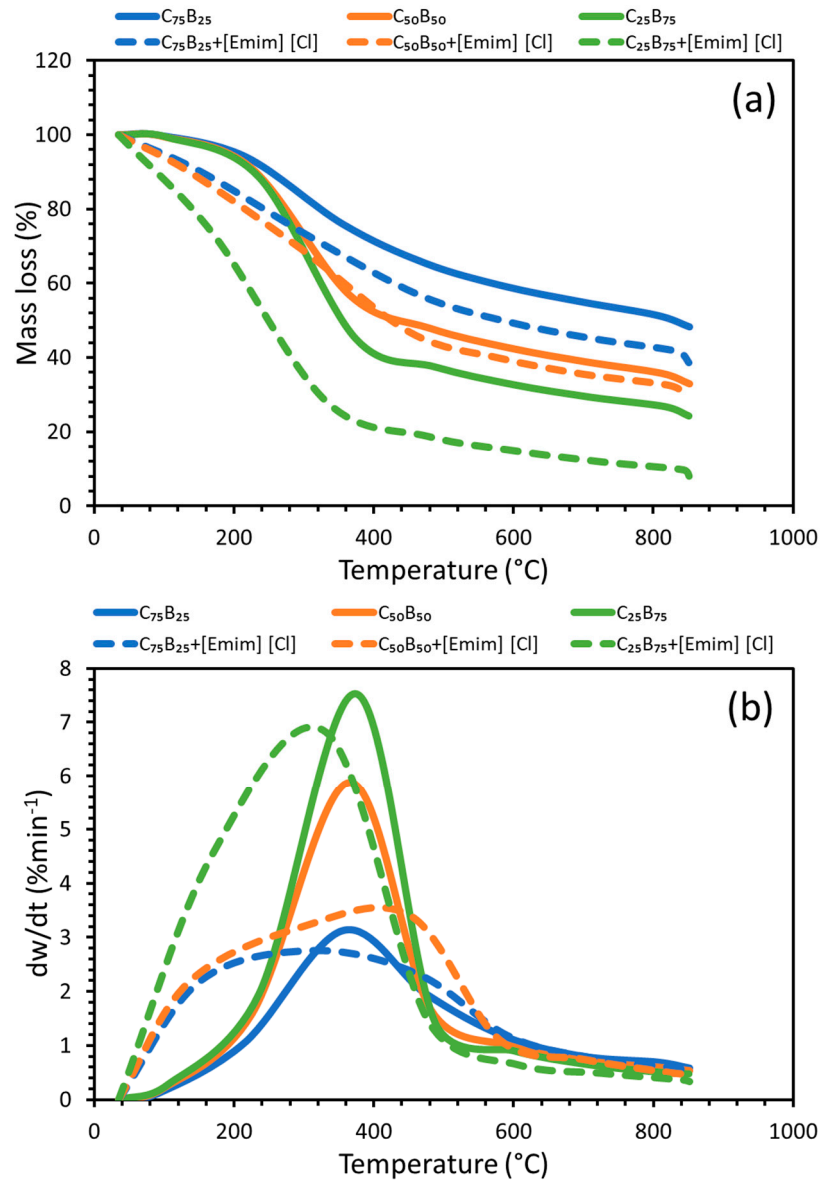 C₇₅B₂₅ C₅₀B₅₀ C₂₅B₇₅
C₇₅B₂₅+[Emim] [Cl] C₅₀B₅₀+[Emim] [Cl] C₂₅B₇₅+[Emim] [Cl]
120
(a)
100
80
60
40
20
0
Mass loss (%)
0 200 400 600 800 1000
Temperature (°C)
C₇₅B₂₅ C₅₀B₅₀ C₂₅B₇₅
C₇₅B₂₅+[Emim] [Cl] C₅₀B₅₀+[Emim] [Cl] C₂₅B₇₅+[Emim] [Cl]
8
(b)
7
6
5
4
3
2
1
0
dw/dt (%min⁻¹)
0 200 400 600 800 1000
Temperature (°C)